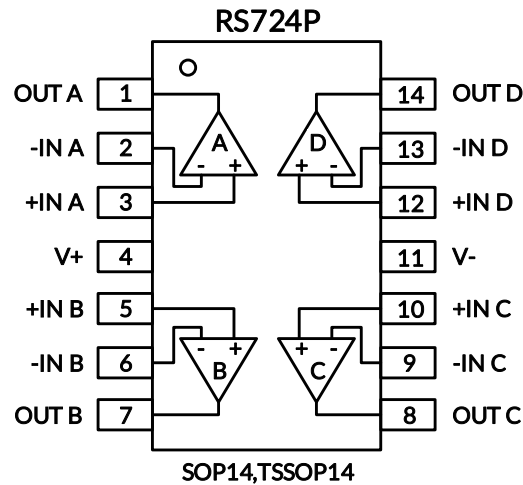 RS724P
OUT A 1 14 OUT D
A D
-IN A 2 13 -IN D
- + + -
+IN A 3 12 +IN D
V+ 4 11 V-
+IN B 5 10 +IN C
- + + -
-IN B 6 9 -IN C
B C
OUT B 7 8 OUT C
SOP14,TSSOP14